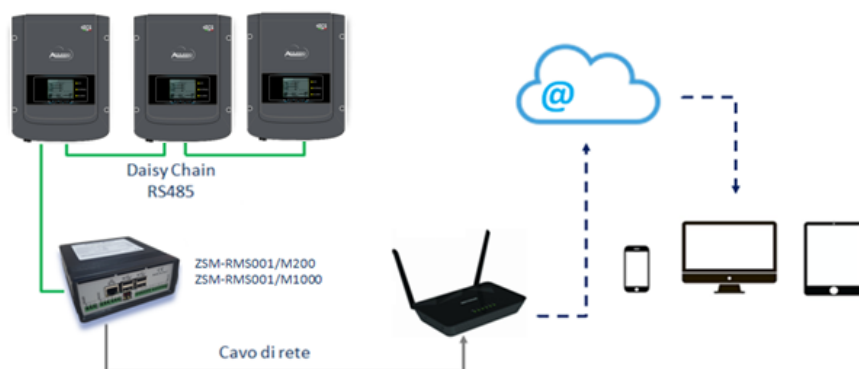 Daisy Chain
RS485
ZSM-RMS001/M200
ZSM-RMS001/M1000
@
Cavo di rete